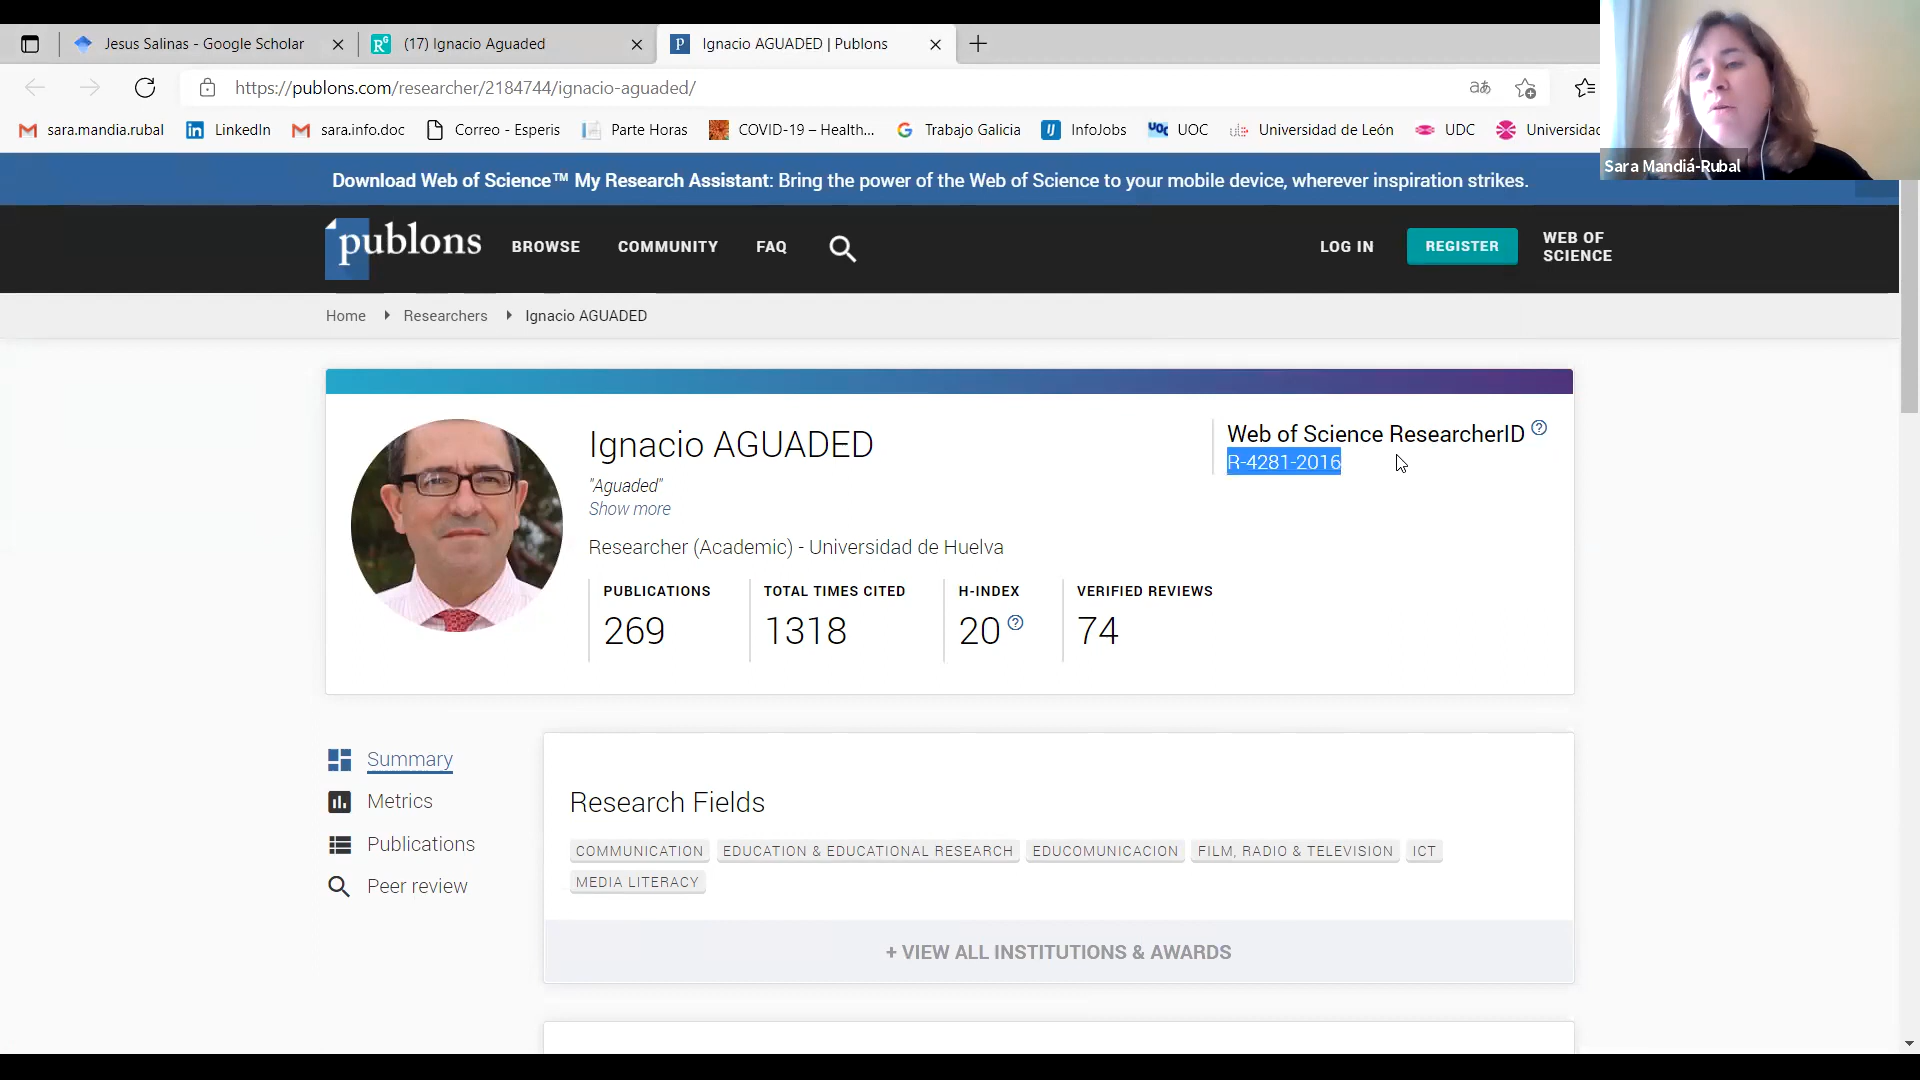 Jesus Salinas - Google Scholar
(17) Ignacio Aguaded
Ignacio AGUADED | Publons
https://publons.com/researcher/2184744/ignacio-aguaded/
sara.mandia.rubal
LinkedIn
sara.info.doc
Correo - Esperis
Parte Horas
COVID-19 – Health...
Trabajo Galicia
InfoJobs
UOC
Universidad de León
UDC
Universidad
Sara Mandiá-Rubal
Download Web of Science™ My Research Assistant: Bring the power of the Web of Science to your mobile device, wherever inspiration strikes.
publons
BROWSE
COMMUNITY
FAQ
LOG IN
REGISTER
WEB OF
SCIENCE
Home
Researchers
Ignacio AGUADED
Ignacio AGUADED
"Aguaded"
Show more
Researcher (Academic) - Universidad de Huelva
Web of Science ResearcherID
R-4281-2016
PUBLICATIONS
269
TOTAL TIMES CITED
1318
H-INDEX
20
VERIFIED REVIEWS
74
Summary
Metrics
Publications
Peer review
Research Fields
COMMUNICATION
EDUCATION & EDUCATIONAL RESEARCH
EDUCOMUNICACION
FILM, RADIO & TELEVISION
ICT
MEDIA LITERACY
+ VIEW ALL INSTITUTIONS & AWARDS